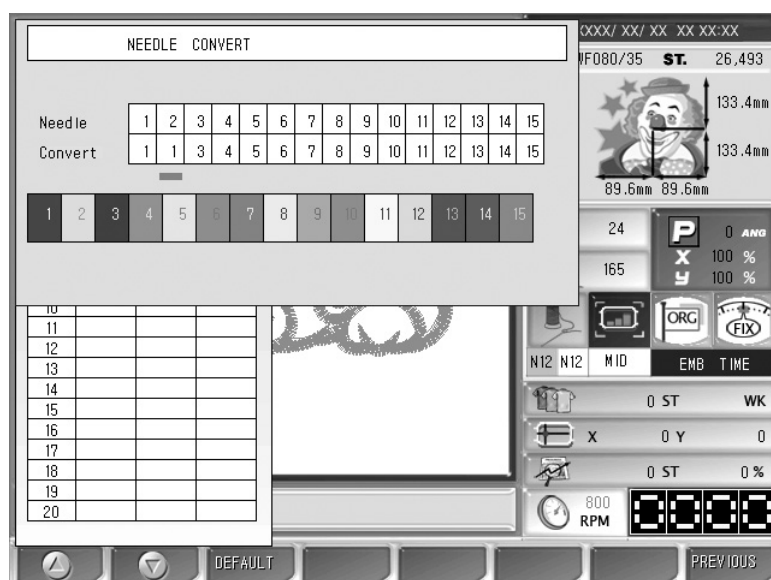 NEEDLE CONVERT
Needle 1 2 3 4 5 6 7 8 9 10 11 12 13 14 15
Convert 1 1 3 4 5 6 7 8 9 10 11 12 13 14 15
1 2 3 4 5 6 7 8 9 10 11 12 13 14 15
XX/ XX XX XX:XX
ST. 26,493
133.4mm
133.4mm
89.6mm 89.6mm
24
165
P 0 ANG
X 100 %
Y 100 %
ORG
FIX
N12 N12 MID EMB TIME
0 ST WK
X 0 Y 0
0 ST 0 %
800
RPM
0000
11
12
13
14
15
16
17
18
19
20
DEFAULT
PREVIOUS